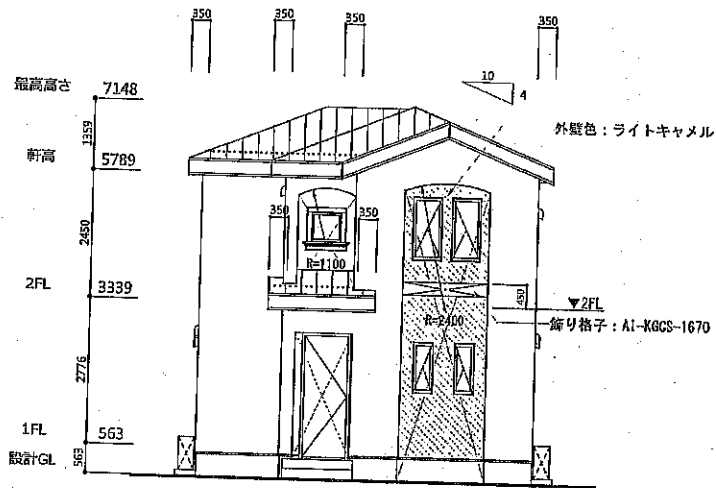 350 350 350 350
10
4
最高高さ 7148
外壁色：ライトキャメル
1359
軒高 5789
2450
350 350
R=1100
2FL 3339
450
▼2FL
R=2400
飾り格子：AI-KGCS-1670
2776
1FL 563
563
設計GL